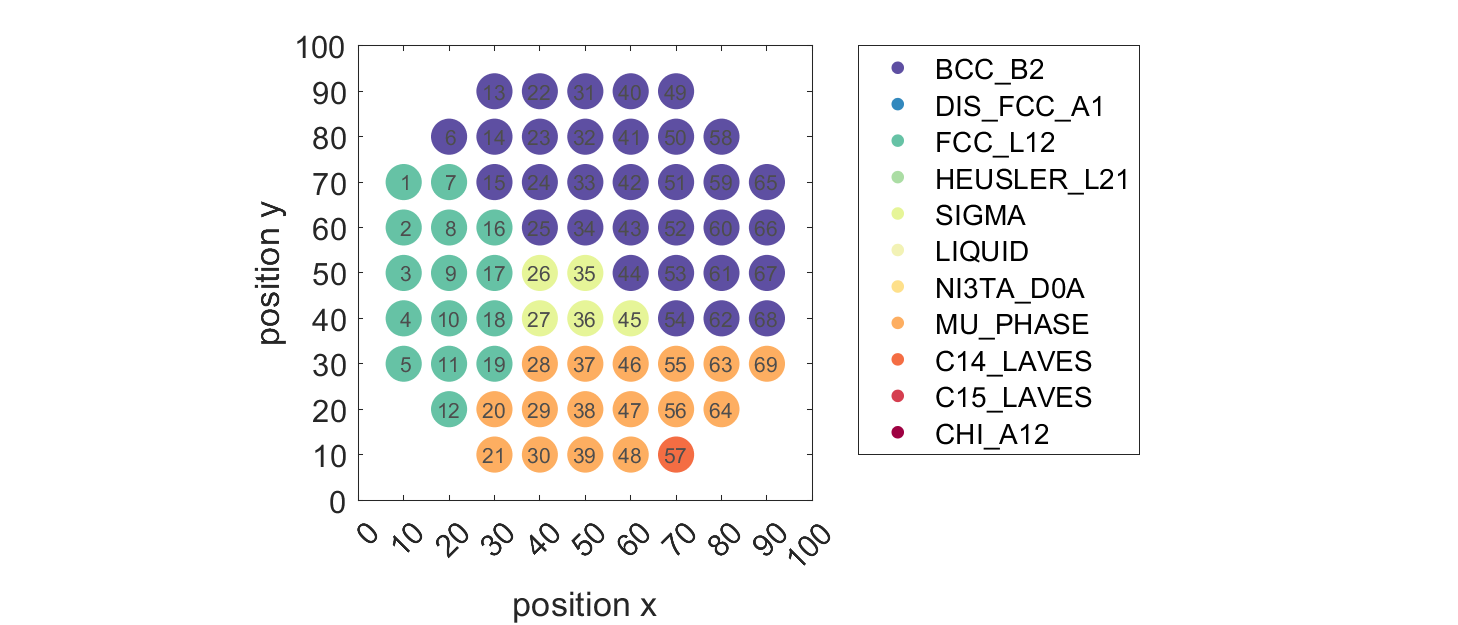 100
90
80
70
60
50
40
30
20
10
0
position y
13 22 31 40 49
6 14 23 32 41 50 58
1 7 15 24 33 42 51 59 65
2 8 16 25 34 43 52 60 66
3 9 17 26 35 44 53 61 67
4 10 18 27 36 45 54 62 68
5 11 19 28 37 46 55 63 69
12 20 29 38 47 56 64
21 30 39 48 57
0 10 20 30 40 50 60 70 80 90 100
position x
BCC_B2
DIS_FCC_A1
FCC_L12
HEUSLER_L21
SIGMA
LIQUID
NI3TA_D0A
MU_PHASE
C14_LAVES
C15_LAVES
CHI_A12